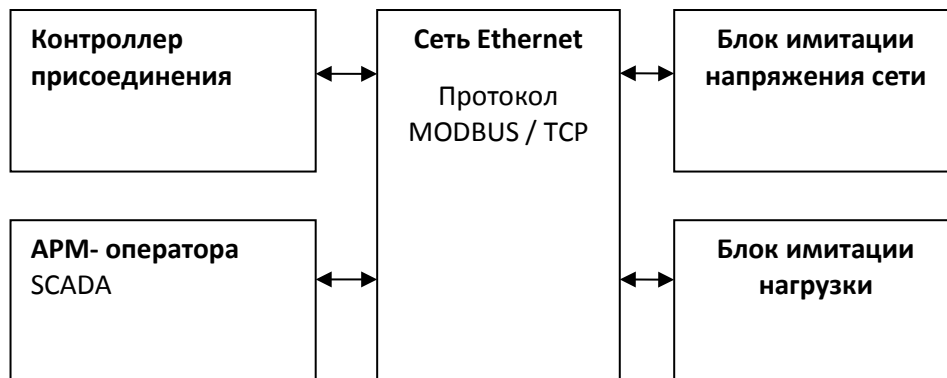 Контроллер
присоединения
Сеть Ethernet
Протокол
MODBUS / TCP
Блок имитации
напряжения сети
АРМ- оператора
SCADA
Блок имитации
нагрузки